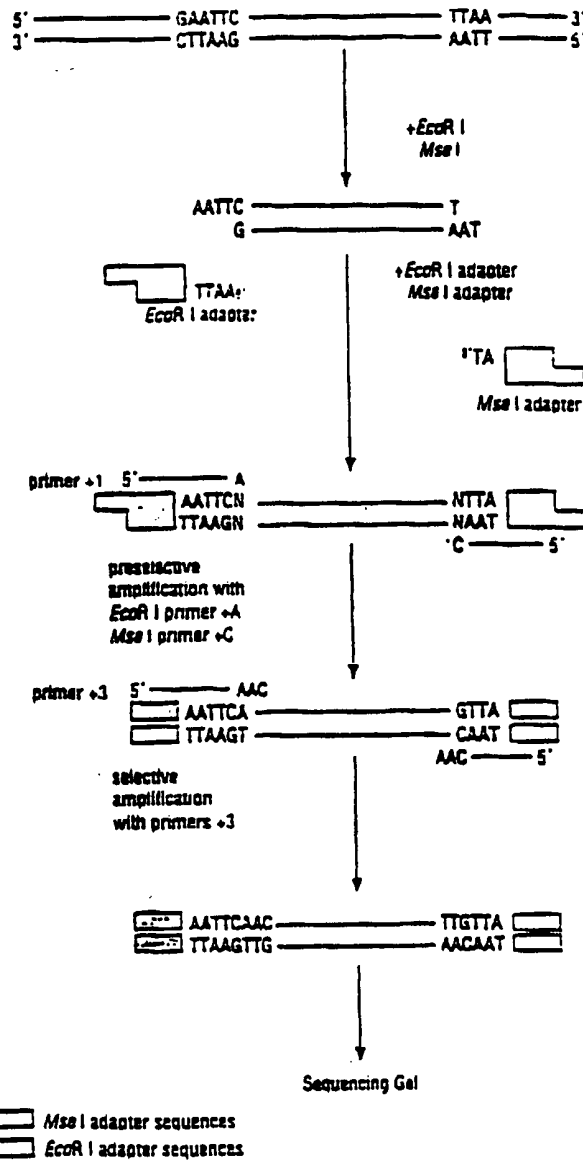 5' GAATTC TTAA 3'
3' CTTAAG AATT 5'
+EcoR I
Mse I
AATTC T
G AAT
+EcoR I adapter
Mse I adapter
TTAA
EcoR I adapter
TA
Mse I adapter
primer +1 5' A
AATTCN NTTA
TTAAGN NAAT
C 5'
preselective
amplification with
EcoR I primer +A
Mse I primer +C
primer +3 5' AAC
AATTCA GTTA
TTAAGT CAAT
AAC 5'
selective
amplification
with primers +3
AATTCAAC TTGTTA
TTAAGTTG AACAAT
Sequencing Gel
Mse I adapter sequences
EcoR I adapter sequences